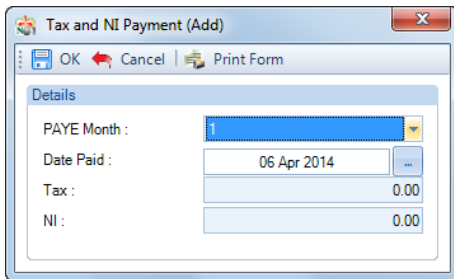 Tax and NI Payment (Add)
OK Cancel Print Form
Details
PAYE Month : 1
Date Paid : 06 Apr 2014 ...
Tax : 0.00
NI : 0.00